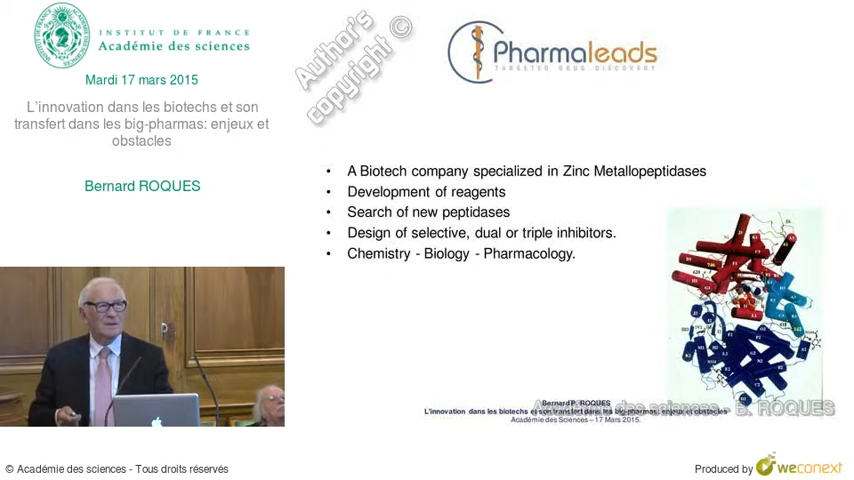 INSTITUT DE FRANCE
Académie des sciences
Mardi 17 mars 2015
L'innovation dans les biotechs et son
transfert dans les big-pharmas: enjeux et
obstacles
Bernard ROQUES
Author's
copyright ©
Pharmaleads
TARGETED DRUG DISCOVERY
• A Biotech company specialized in Zinc Metallopeptidases
• Development of reagents
• Search of new peptidases
• Design of selective, dual or triple inhibitors.
• Chemistry - Biology - Pharmacology.
Bernard P. ROQUES
L'innovation dans les biotechs et son transfert dans les big-pharmas: enjeux et obstacles
Académie des Sciences – 17 Mars 2015.
Académie des sciences - B. ROQUES
© Académie des sciences - Tous droits réservés
Produced by weconext